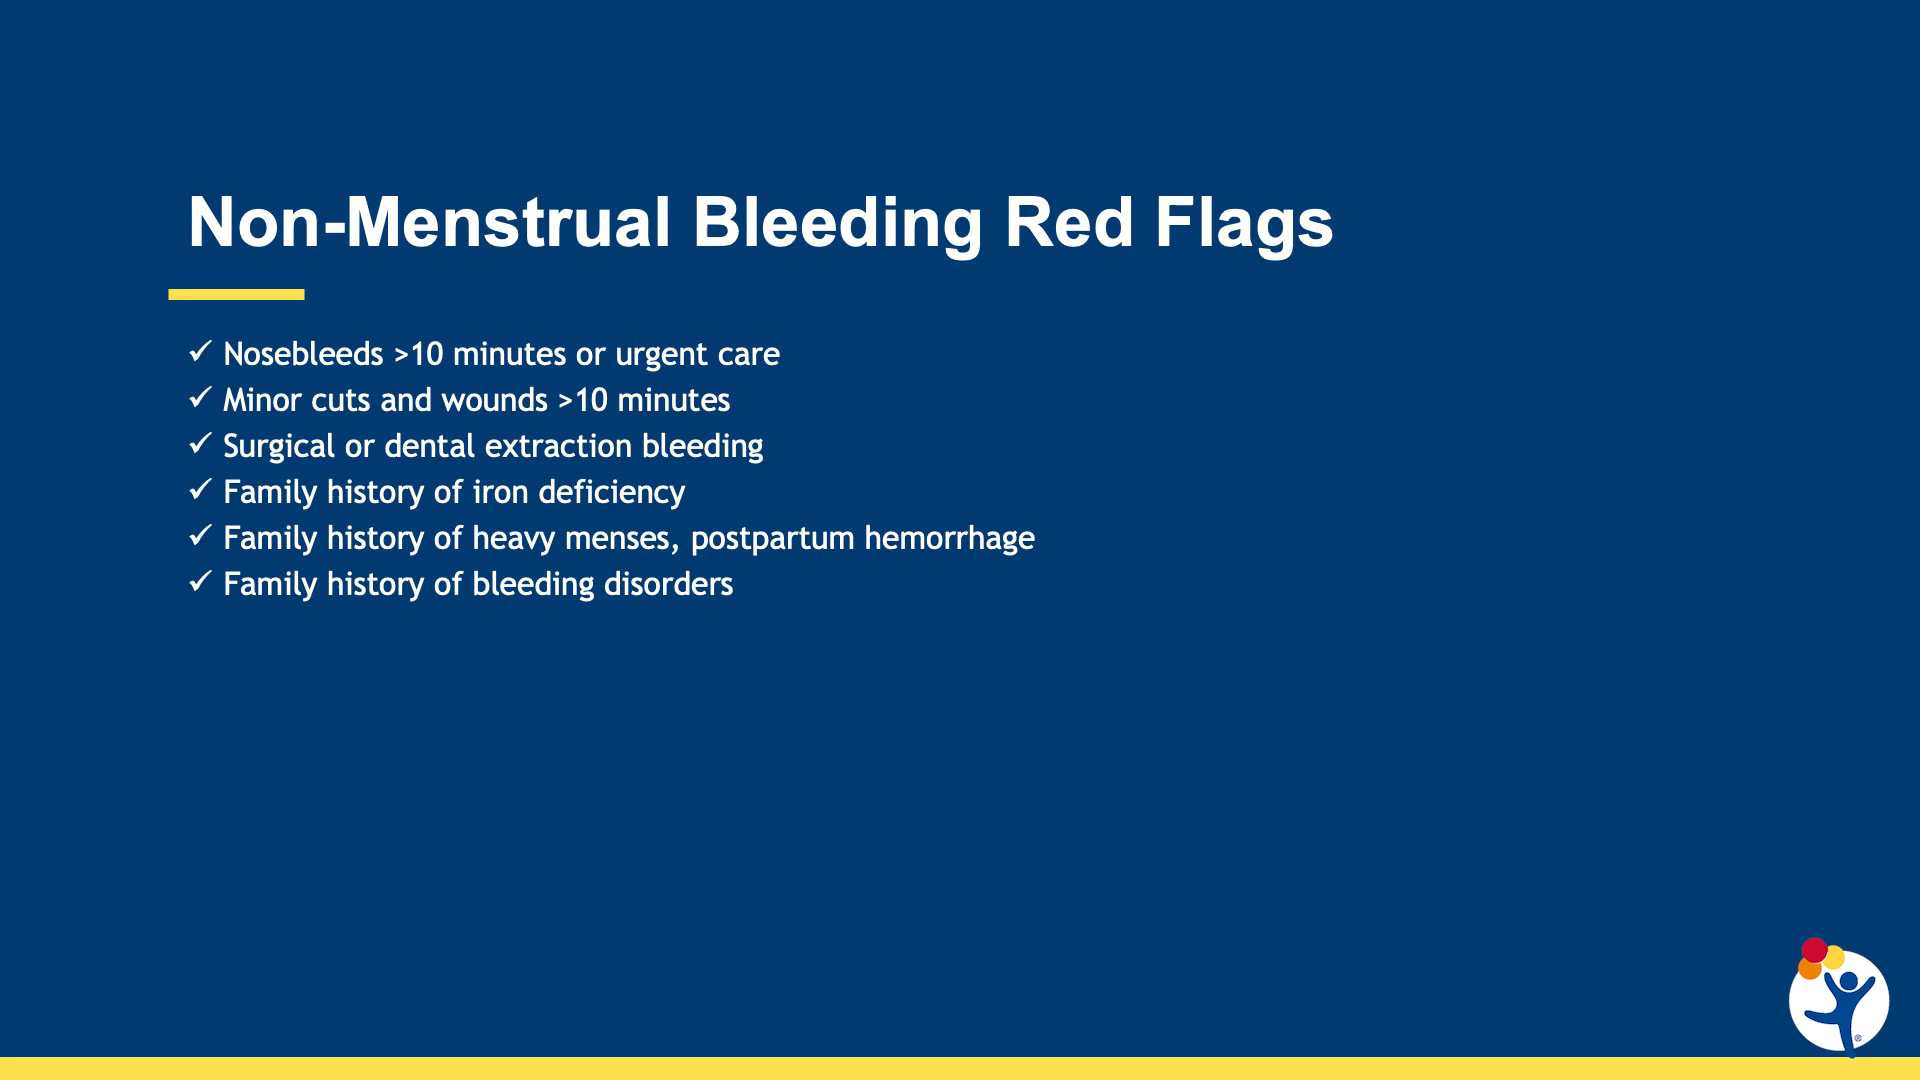 Non-Menstrual Bleeding Red Flags
✓ Nosebleeds >10 minutes or urgent care
✓ Minor cuts and wounds >10 minutes
✓ Surgical or dental extraction bleeding
✓ Family history of iron deficiency
✓ Family history of heavy menses, postpartum hemorrhage
✓ Family history of bleeding disorders
®